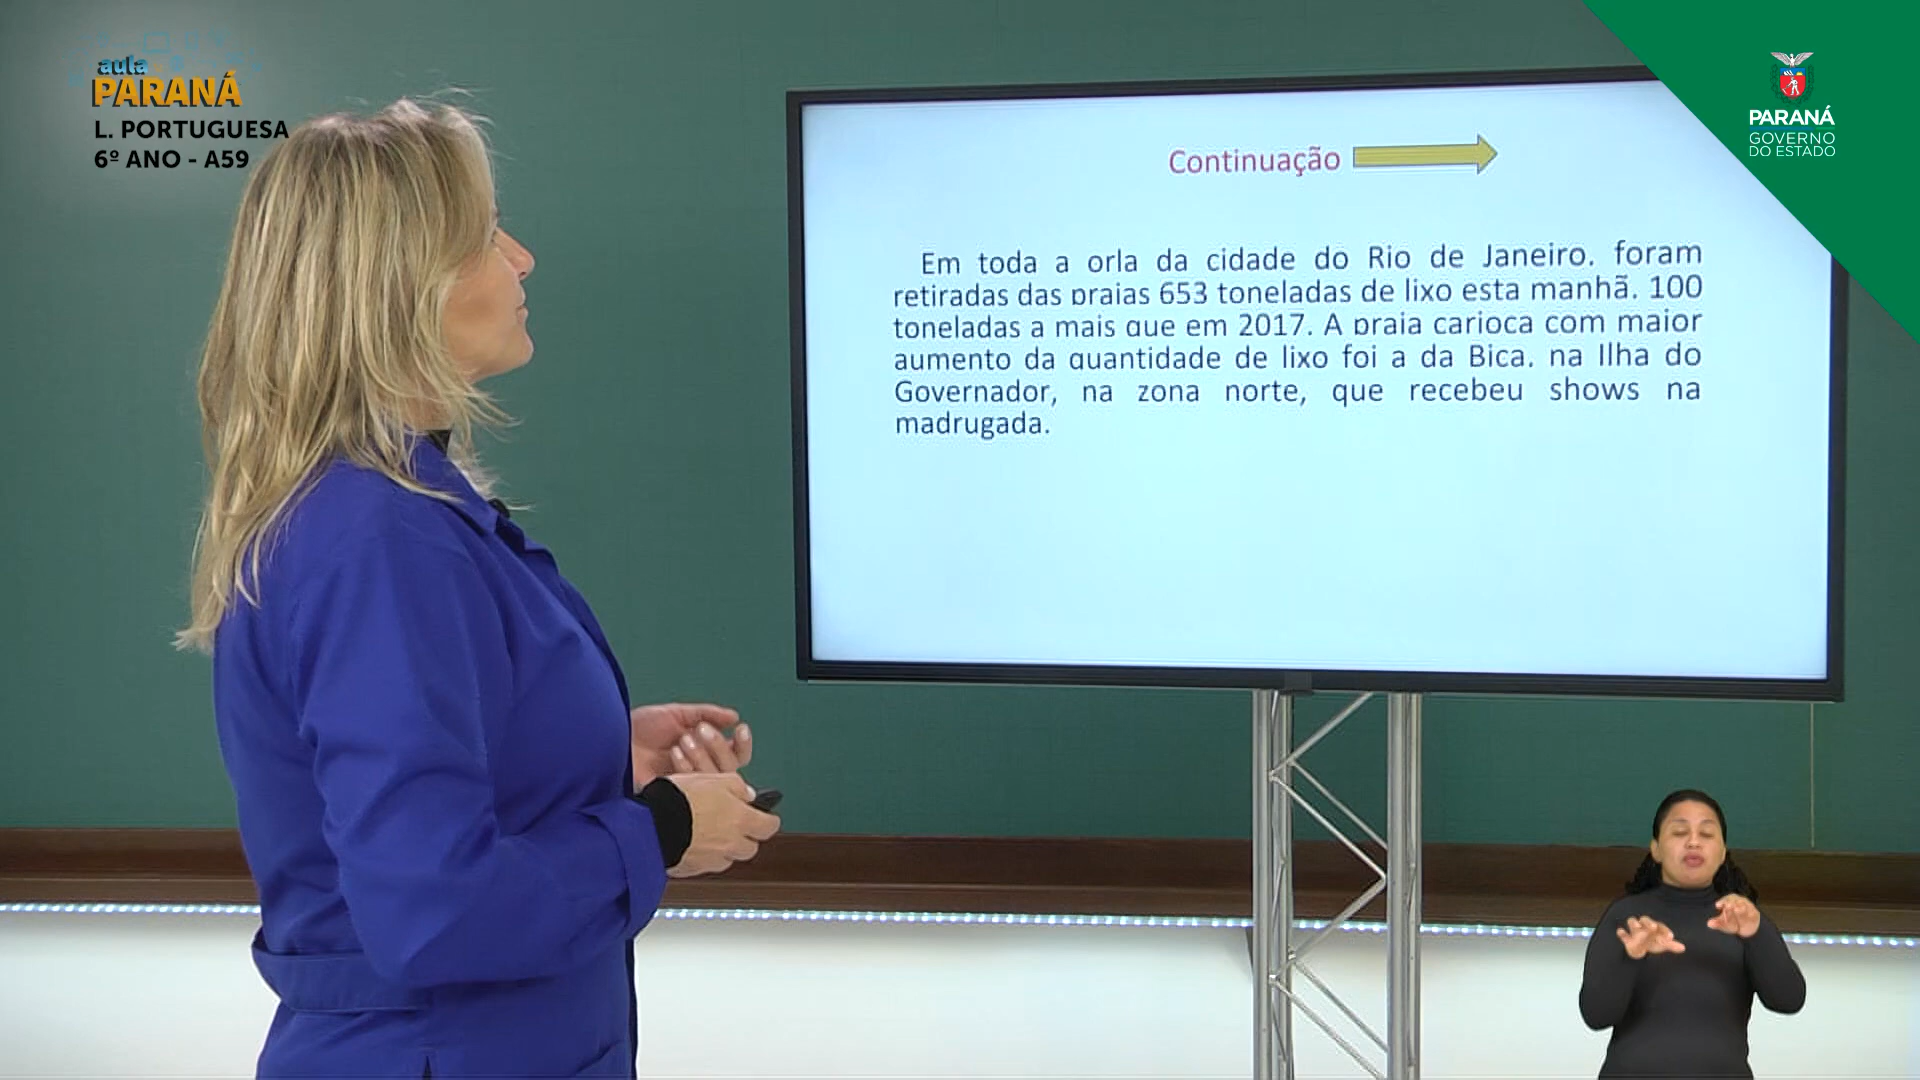 aula
PARANÁ
L. PORTUGUESA
6º ANO - A59
PARANÁ
GOVERNO
DO ESTADO
Continuação
Em toda a orla da cidade do Rio de Janeiro, foram
retiradas das praias 653 toneladas de lixo esta manhã, 100
toneladas a mais que em 2017. A praia carioca com maior
aumento da quantidade de lixo foi a da Bica, na Ilha do
Governador, na zona norte, que recebeu shows na
madrugada.